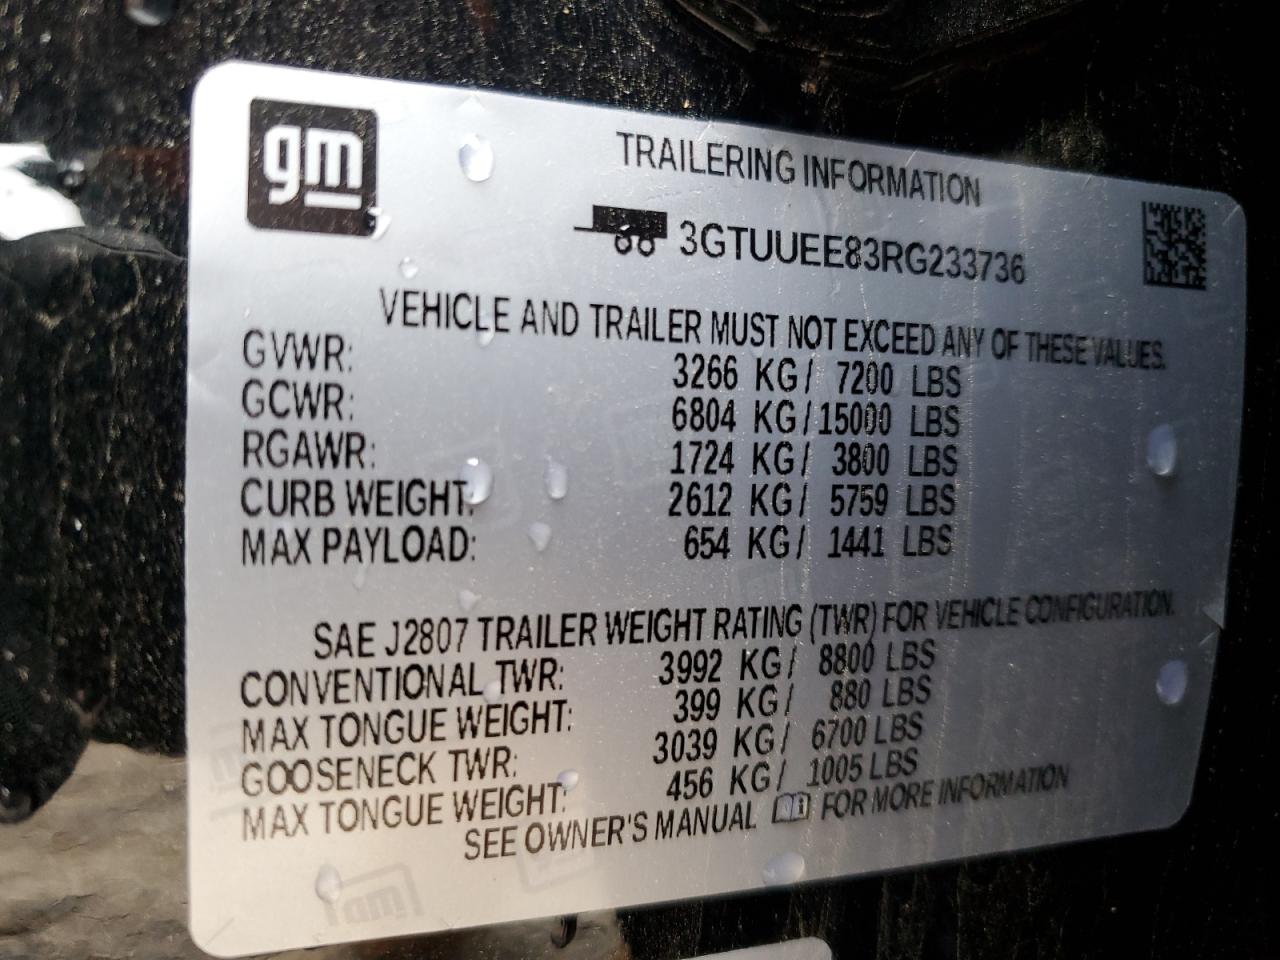 gm
TRAILERING INFORMATION
3GTUUEE83RG233736
VEHICLE AND TRAILER MUST NOT EXCEED ANY OF THESE VALUES.
GVWR: 3266 KG/ 7200 LBS
GCWR: 6804 KG/15000 LBS
RGAWR: 1724 KG/ 3800 LBS
CURB WEIGHT: 2612 KG/ 5759 LBS
MAX PAYLOAD: 654 KG/ 1441 LBS
SAE J2807 TRAILER WEIGHT RATING (TWR) FOR VEHICLE CONFIGURATION.
CONVENTIONAL TWR: 3992 KG/ 8800 LBS
MAX TONGUE WEIGHT: 399 KG/ 880 LBS
GOOSENECK TWR: 3039 KG/ 6700 LBS
MAX TONGUE WEIGHT: 456 KG/ 1005 LBS
SEE OWNER'S MANUAL FOR MORE INFORMATION